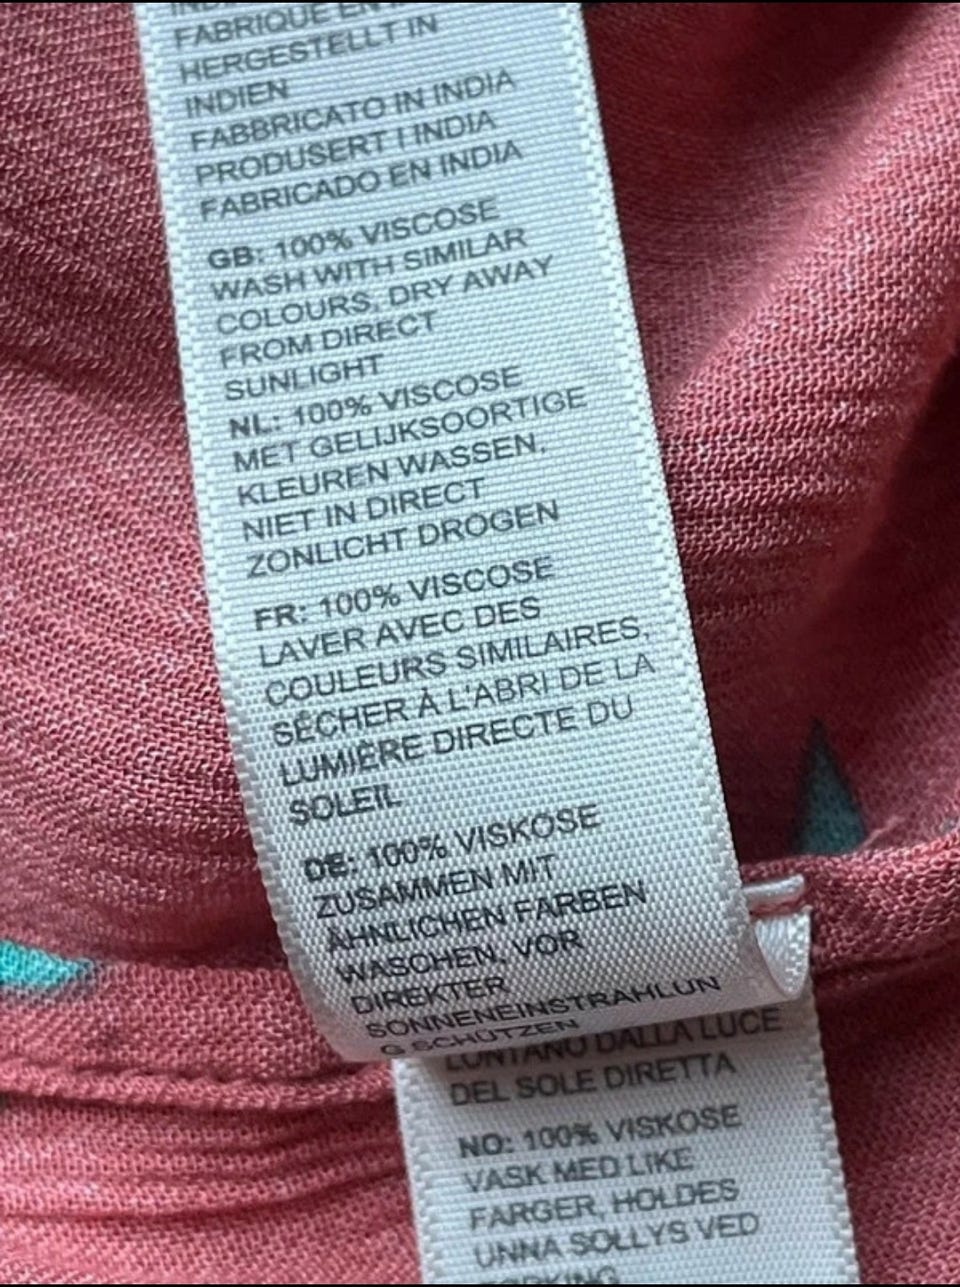 FABRIQUE EN
HERGESTELLT IN
INDIEN
FABBRICATO IN INDIA
PRODUSERT I INDIA
FABRICADO EN INDIA
GB: 100% VISCOSE
WASH WITH SIMILAR
COLOURS, DRY AWAY
FROM DIRECT
SUNLIGHT
NL: 100% VISCOSE
MET GELIJKSOORTIGE
KLEUREN WASSEN,
NIET IN DIRECT
ZONLICHT DROGEN
FR: 100% VISCOSE
LAVER AVEC DES
COULEURS SIMILAIRES,
SÉCHER À L'ABRI DE LA
LUMIÈRE DIRECTE DU
SOLEIL
DE: 100% VISKOSE
ZUSAMMEN MIT
ÄHNLICHEN FARBEN
WASCHEN, VOR
DIREKTER
SONNENEINSTRAHLUN
G SCHÜTZEN
LONTANO DALLA LUCE
DEL SOLE DIRETTA
NO: 100% VISKOSE
VASK MED LIKE
FARGER, HOLDES
UNNA SOLLYS VED